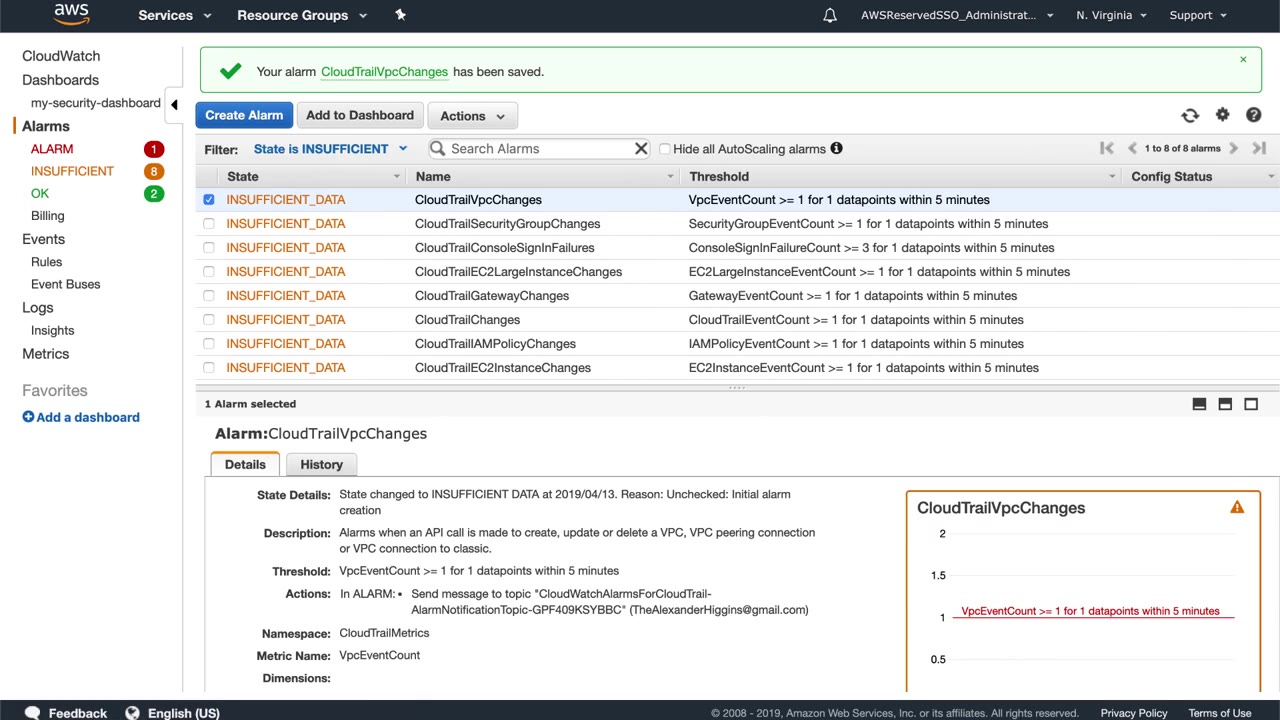 aws Services Resource Groups AWSReservedSSO_Administrat... N. Virginia Support
CloudWatch
Dashboards
my-security-dashboard
Alarms
ALARM 1
INSUFFICIENT 8
OK 2
Billing
Events
Rules
Event Buses
Logs
Insights
Metrics
Favorites
Add a dashboard
Your alarm CloudTrailVpcChanges has been saved.
Create Alarm Add to Dashboard Actions
Filter: State is INSUFFICIENT Search Alarms Hide all AutoScaling alarms 1 to 8 of 8 alarms
State Name Threshold Config Status
INSUFFICIENT_DATA CloudTrailVpcChanges VpcEventCount >= 1 for 1 datapoints within 5 minutes
INSUFFICIENT_DATA CloudTrailSecurityGroupChanges SecurityGroupEventCount >= 1 for 1 datapoints within 5 minutes
INSUFFICIENT_DATA CloudTrailConsoleSignInFailures ConsoleSignInFailureCount >= 3 for 1 datapoints within 5 minutes
INSUFFICIENT_DATA CloudTrailEC2LargeInstanceChanges EC2LargeInstanceEventCount >= 1 for 1 datapoints within 5 minutes
INSUFFICIENT_DATA CloudTrailGatewayChanges GatewayEventCount >= 1 for 1 datapoints within 5 minutes
INSUFFICIENT_DATA CloudTrailChanges CloudTrailEventCount >= 1 for 1 datapoints within 5 minutes
INSUFFICIENT_DATA CloudTrailIAMPolicyChanges IAMPolicyEventCount >= 1 for 1 datapoints within 5 minutes
INSUFFICIENT_DATA CloudTrailEC2InstanceChanges EC2InstanceEventCount >= 1 for 1 datapoints within 5 minutes
1 Alarm selected
Alarm:CloudTrailVpcChanges
Details History
State Details: State changed to INSUFFICIENT DATA at 2019/04/13. Reason: Unchecked: Initial alarm
creation
Description: Alarms when an API call is made to create, update or delete a VPC, VPC peering connection
or VPC connection to classic.
Threshold: VpcEventCount >= 1 for 1 datapoints within 5 minutes
Actions: In ALARM: • Send message to topic "CloudWatchAlarmsForCloudTrail-
AlarmNotificationTopic-GPF409KSYBBC" (TheAlexanderHiggins@gmail.com)
Namespace: CloudTrailMetrics
Metric Name: VpcEventCount
Dimensions:
CloudTrailVpcChanges
2
1.5
VpcEventCount >= 1 for 1 datapoints within 5 minutes
1
0.5
Feedback English (US) © 2008 - 2019, Amazon Web Services, Inc. or its affiliates. All rights reserved. Privacy Policy Terms of Use